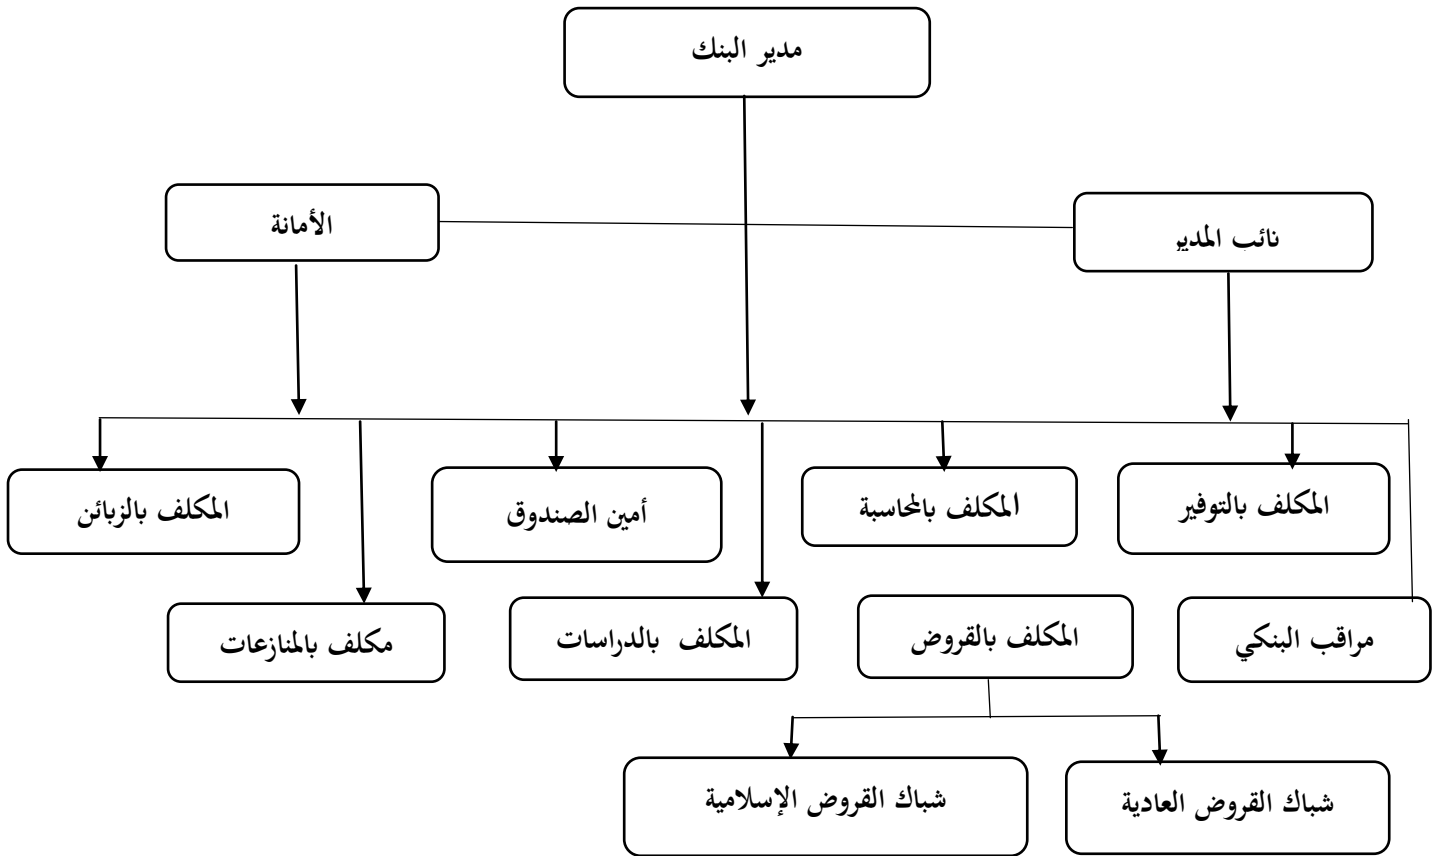 مدير البنك
نائب المدير
الأمانة
المكلف بالتوفير
المكلف بالمحاسبة
أمين الصندوق
المكلف بالزبائن
مراقب البنكي
المكلف بالقروض
المكلف بالدراسات
مكلف بالمنازعات
شباك القروض العادية
شباك القروض الإسلامية